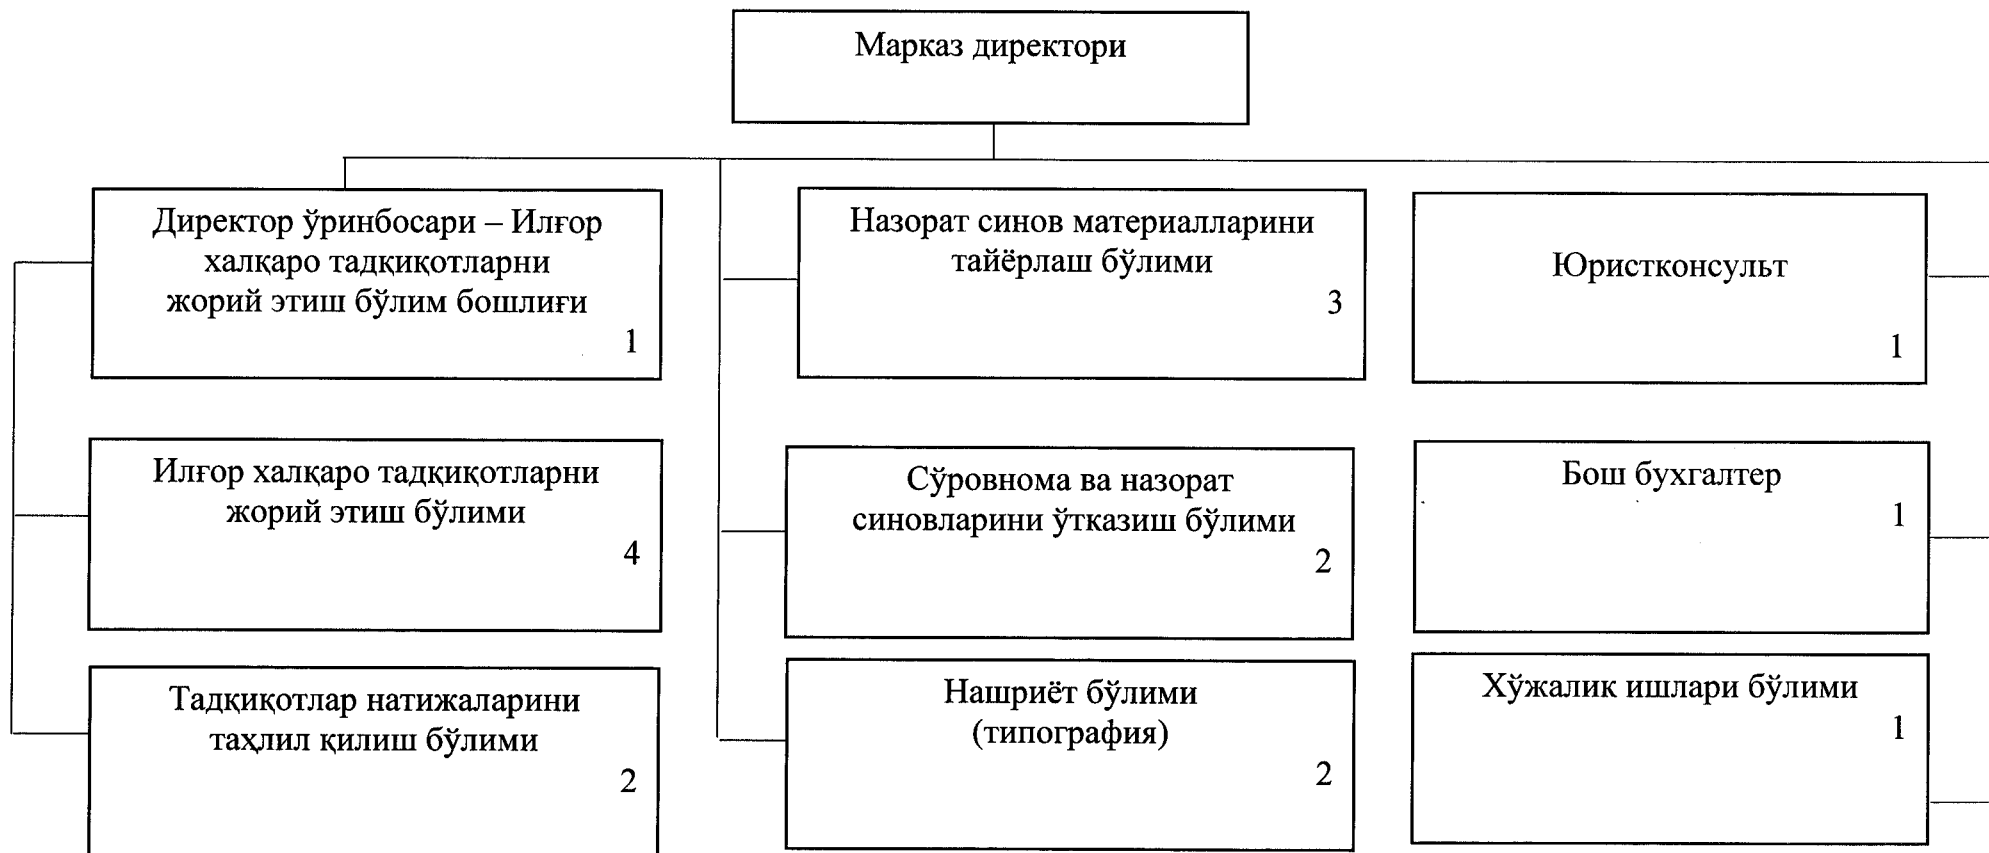 Марказ директори
Директор ўринбосари – Илғор
халқаро тадқиқотларни
жорий этиш бўлим бошлиғи
1
Назорат синов материалларини
тайёрлаш бўлими
3
Юристконсульт
1
Илғор халқаро тадқиқотларни
жорий этиш бўлими
4
Сўровнома ва назорат
синовларини ўтказиш бўлими
2
Бош бухгалтер
1
Тадқиқотлар натижаларини
таҳлил қилиш бўлими
2
Нашриёт бўлими
(типография)
2
Хўжалик ишлари бўлими
1